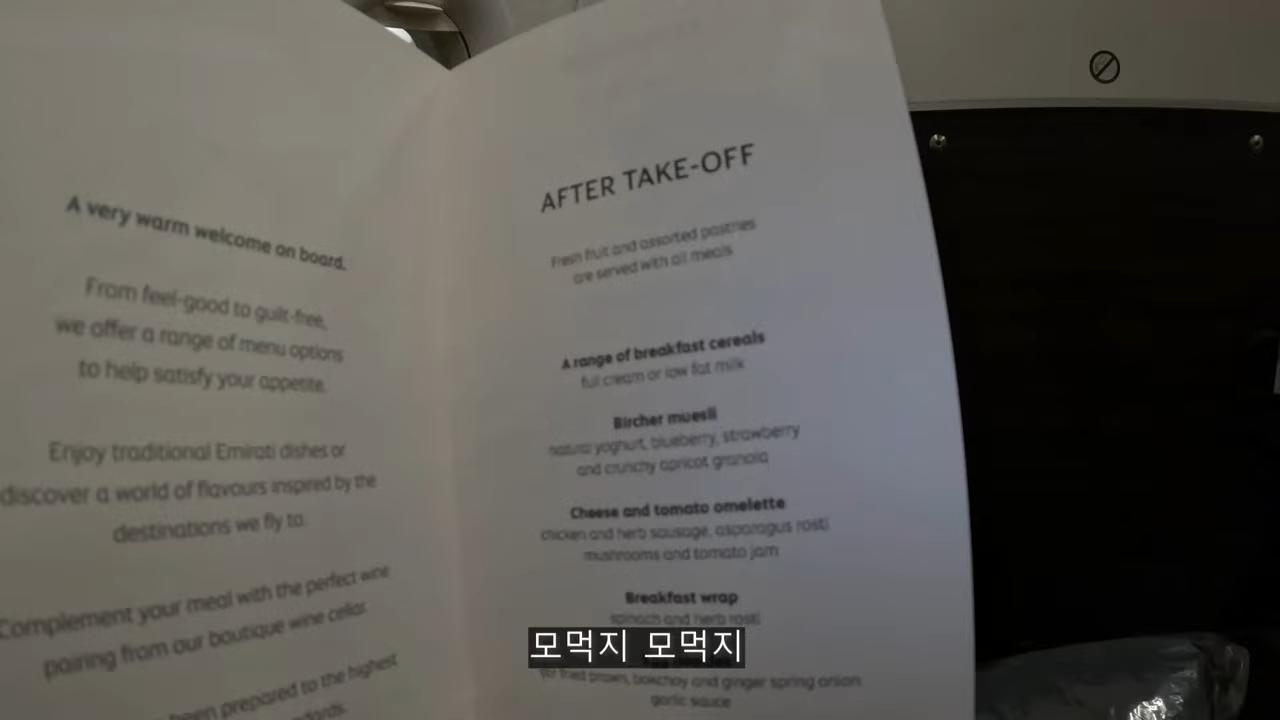 A very warm welcome on board.
From feel-good to guilt-free,
we offer a range of menu options
to help satisfy your appetite.
Enjoy traditional Emirati dishes or
discover a world of flavours inspired by the
destinations we fly to.
Complement your meal with the perfect wine
pairing from our boutique wine cellar.
been prepared to the highest
AFTER TAKE-OFF
Fresh fruit and assorted pastries
are served with all meals
A range of breakfast cereals
full cream or low fat milk
Bircher muesli
natural yoghurt, blueberry, strawberry
and crunchy apricot granola
Cheese and tomato omelette
chicken and herb sausage, asparagus rosti
mushrooms and tomato jam
Breakfast wrap
spinach and herb rosti
fried prawn, bokchoy and ginger spring onion
garlic sauce
모먹지 모먹지